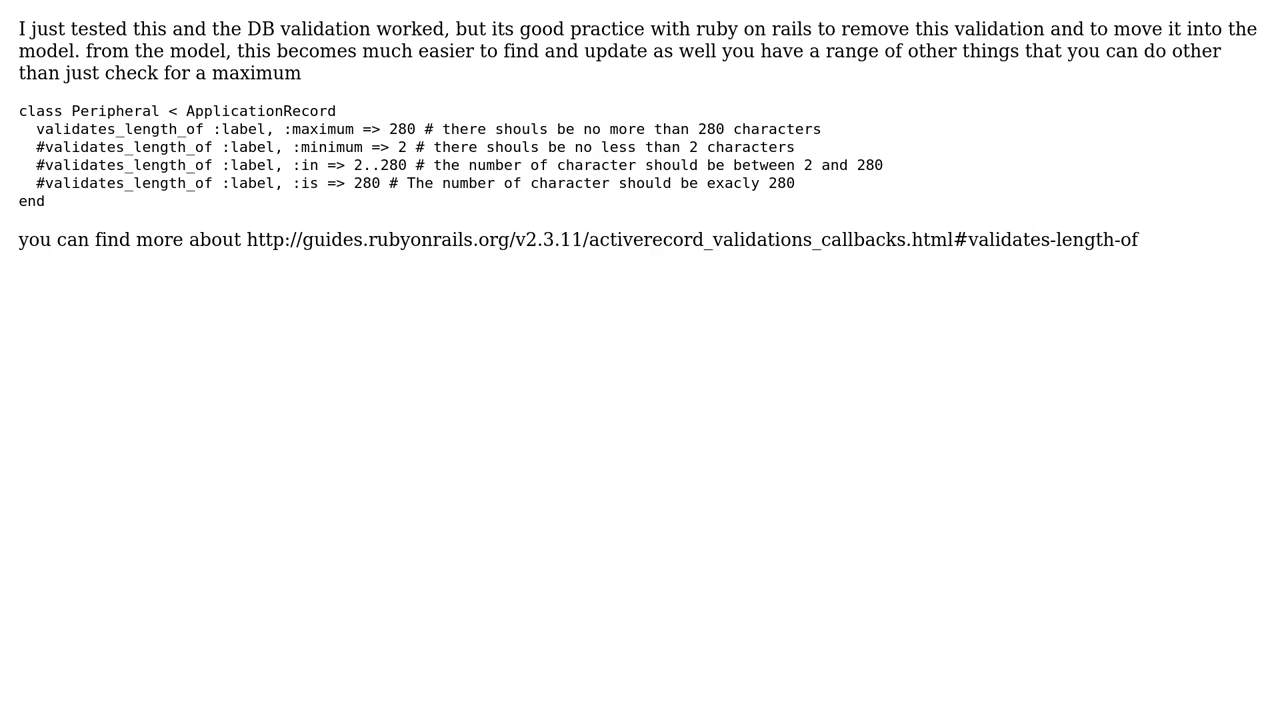 I just tested this and the DB validation worked, but its good practice with ruby on rails to remove this validation and to move it into the
model. from the model, this becomes much easier to find and update as well you have a range of other things that you can do other
than just check for a maximum
class Peripheral < ApplicationRecord
  validates_length_of :label, :maximum => 280 # there shouls be no more than 280 characters
  #validates_length_of :label, :minimum => 2 # there shouls be no less than 2 characters
  #validates_length_of :label, :in => 2..280 # the number of character should be between 2 and 280
  #validates_length_of :label, :is => 280 # The number of character should be exacly 280
end
you can find more about http://guides.rubyonrails.org/v2.3.11/activerecord_validations_callbacks.html#validates-length-of